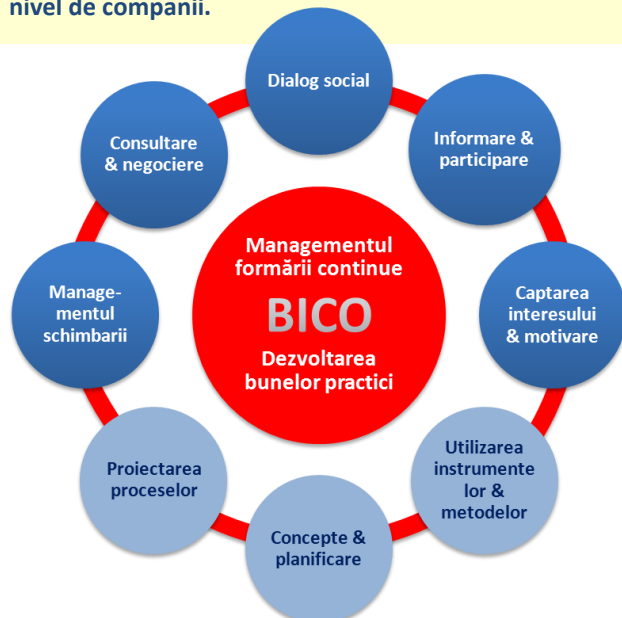 nivel de companii.
Dialog social
Informare &
participare
Captarea
interesului
& motivare
Utilizarea
instrumente
lor &
metodelor
Concepte &
planificare
Proiectarea
proceselor
Manage-
mentul
schimbarii
Consultare
& negociere
Managementul
formării continue
BICO
Dezvoltarea
bunelor practici